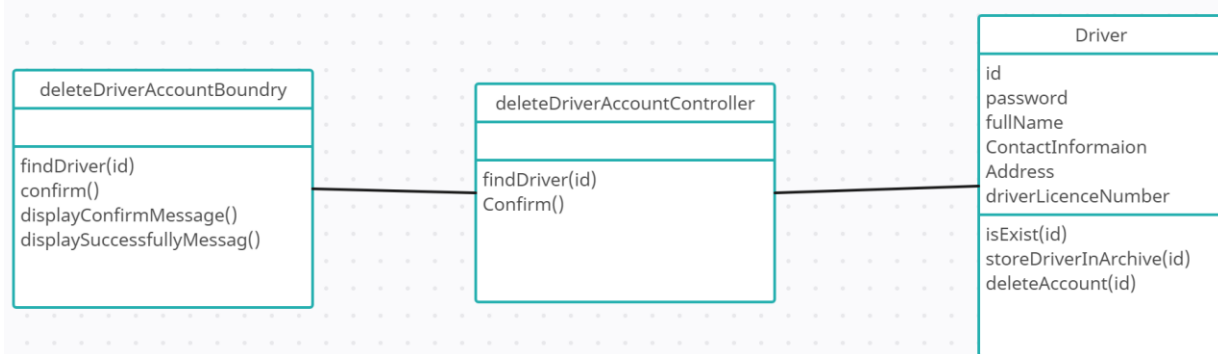 deleteDriverAccountBoundry
findDriver(id)
confirm()
displayConfirmMessage()
displaySuccessfullyMessag()
deleteDriverAccountController
findDriver(id)
Confirm()
Driver
id
password
fullName
ContactInformaion
Address
driverLicenceNumber
isExist(id)
storeDriverInArchive(id)
deleteAccount(id)